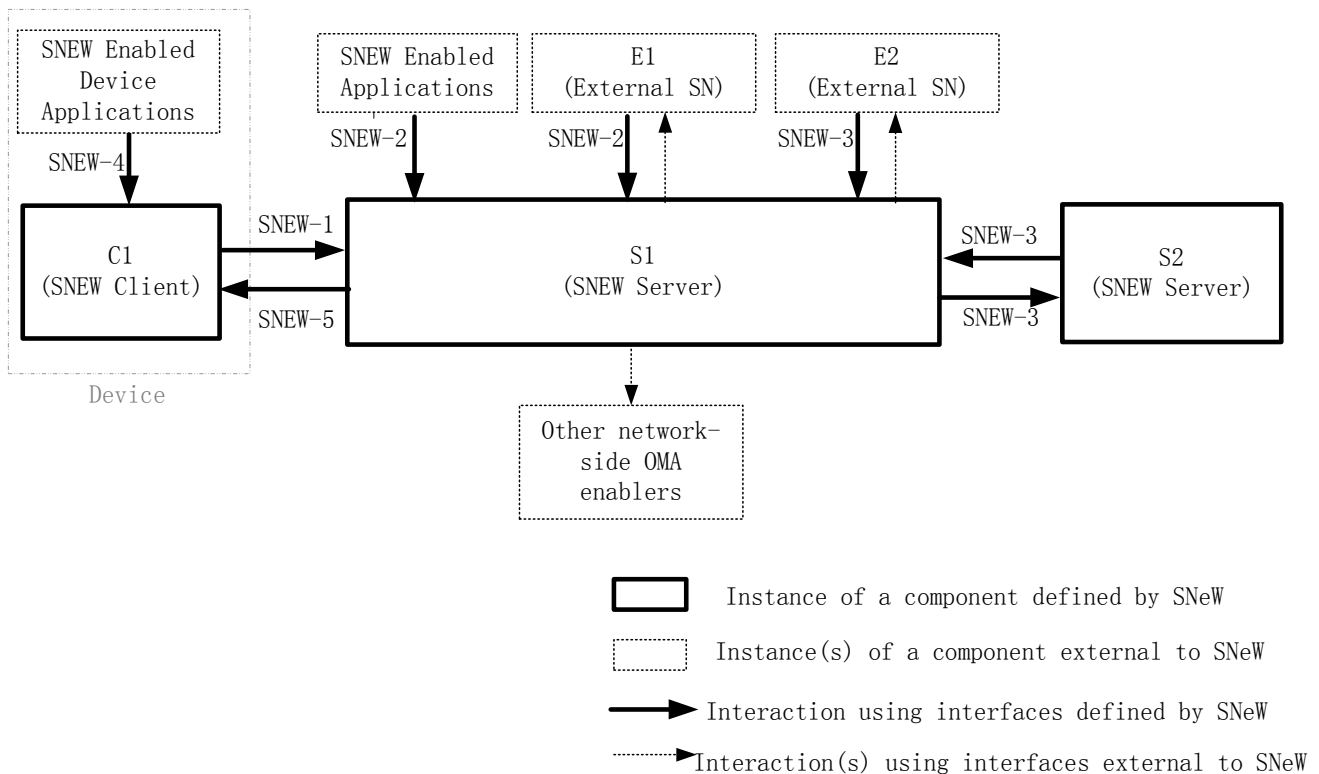 SNEW Enabled
Device
Applications
SNEW Enabled
Applications
E1
(External SN)
E2
(External SN)
SNEW-4
SNEW-2
SNEW-2
SNEW-3
C1
(SNEW Client)
SNEW-1
SNEW-5
S1
(SNEW Server)
SNEW-3
SNEW-3
S2
(SNEW Server)
Device
Other network-
side OMA
enablers
Instance of a component defined by SNeW
Instance(s) of a component external to SNeW
Interaction using interfaces defined by SNeW
Interaction(s) using interfaces external to SNeW